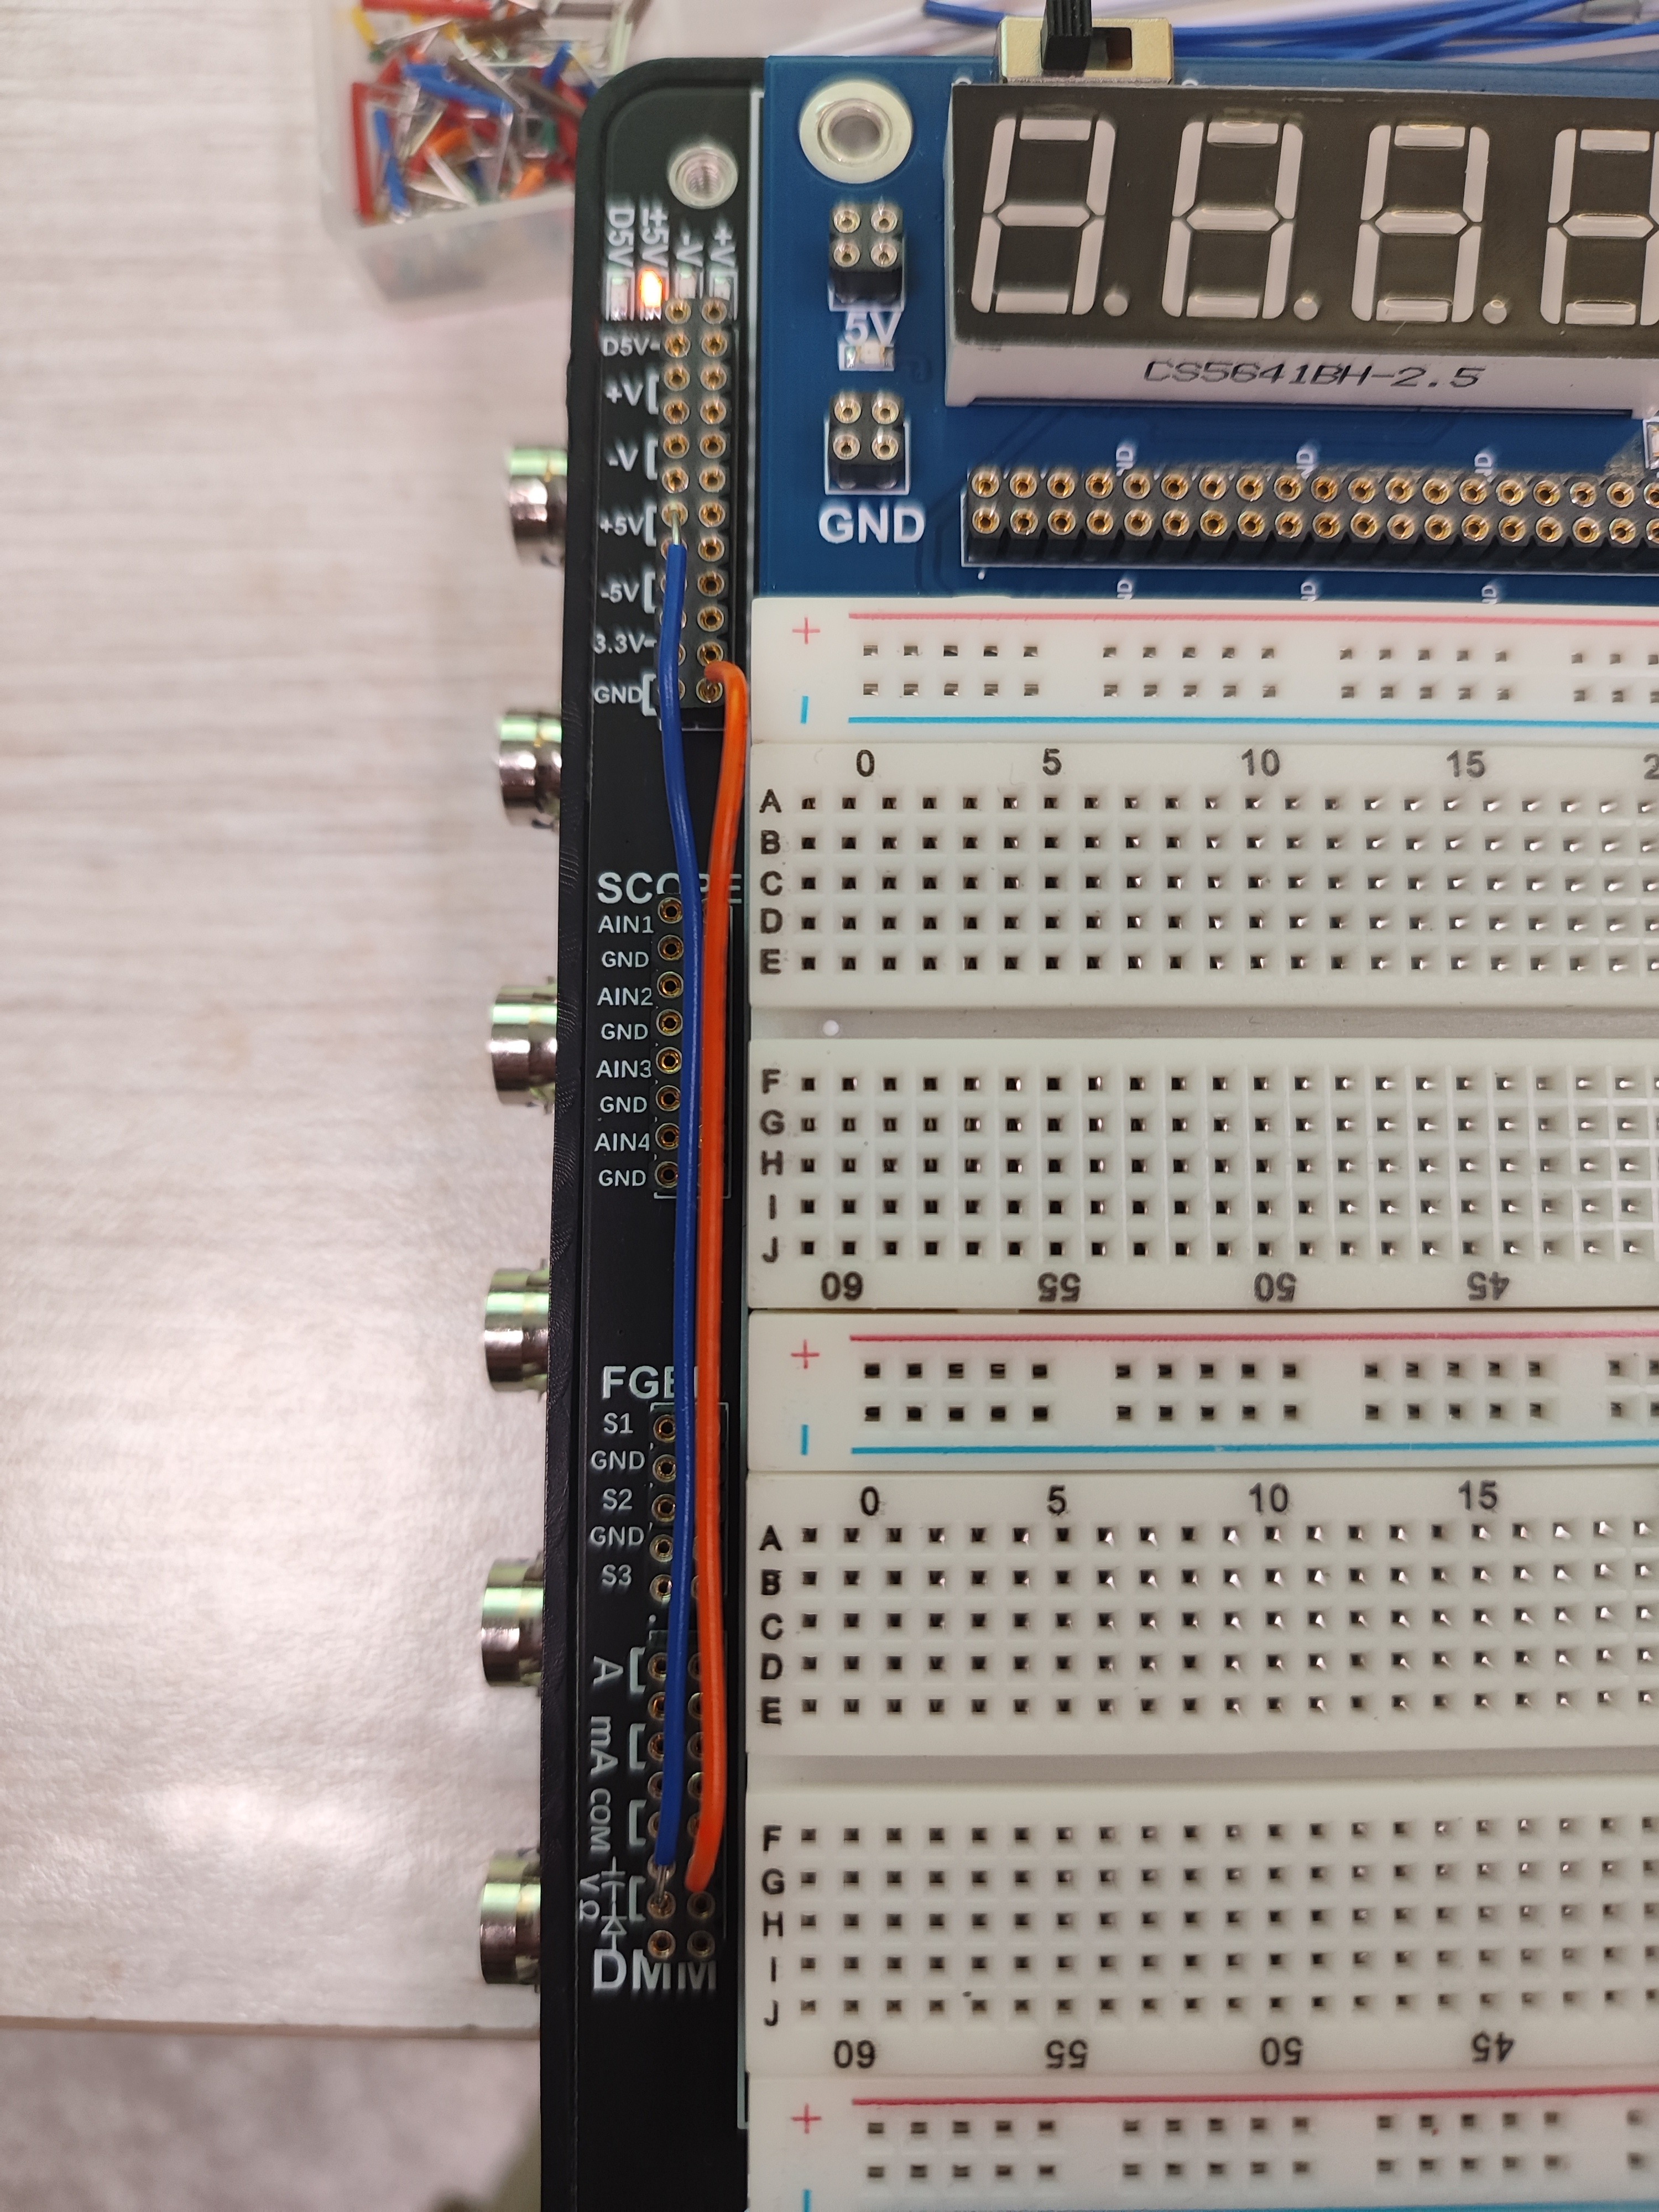 D5V
±5V
-V
+V
D5V-
+V
-V
+5V
-5V
3.3V-
GND
5V
GND
CS5641BH-2.5
+
0 5 10 15
A
B
C
D
E
F
G
H
I
J
60 55 50 45
+
0 5 10 15
A
B
C
D
E
F
G
H
I
J
60 55 50 45
+
AIN1
GND
AIN2
GND
AIN3
GND
AIN4
GND
S1
GND
S2
GND
S3
A
mA
COM
V Ω
DMM